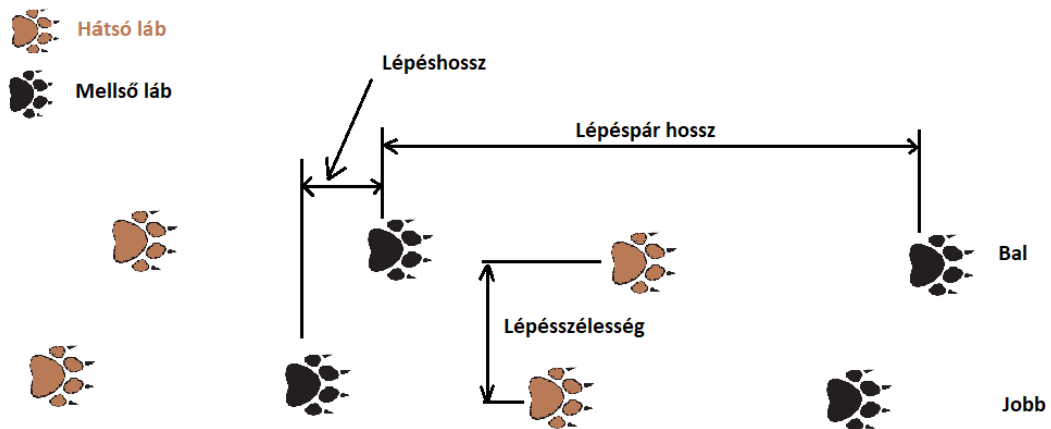 Hátsó láb
Mellső láb
Lépéshossz
Lépéspár hossz
Bal
Lépésszélesség
Jobb